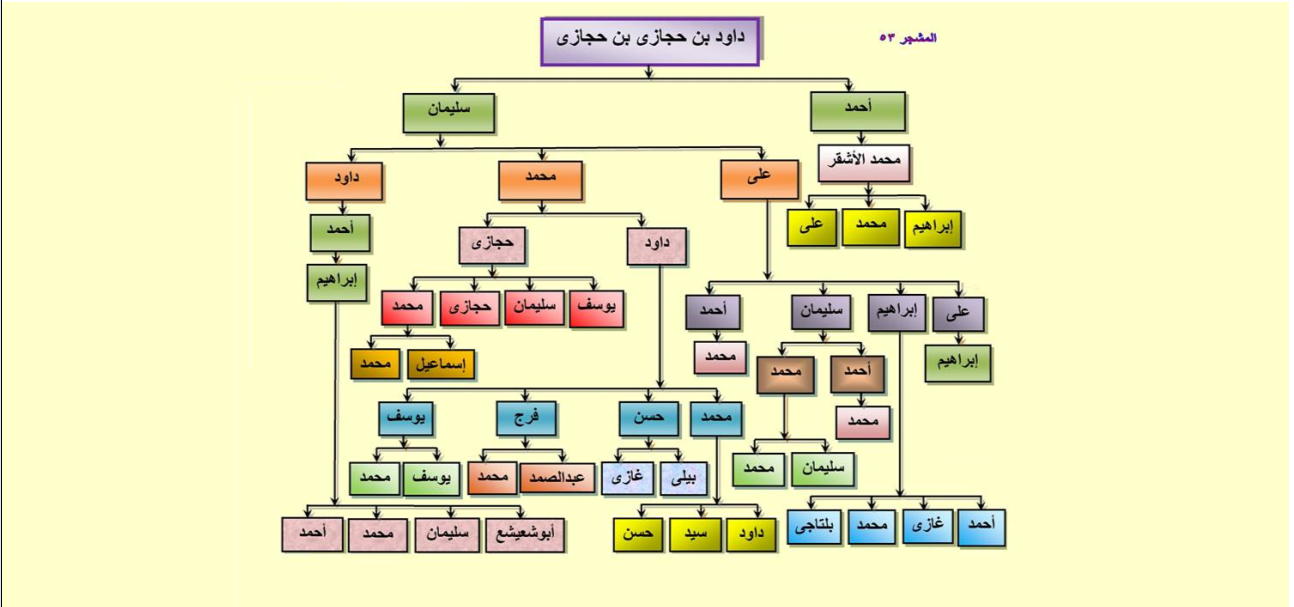 المشجر ٥٣
داود بن حجازى بن حجازى
أحمد
سليمان
محمد الأشقر
على
محمد
داود
إبراهيم
محمد
على
أحمد
داود
حجازى
إبراهيم
على
إبراهيم
سليمان
أحمد
يوسف
سليمان
حجازى
محمد
إبراهيم
أحمد
محمد
محمد
إسماعيل
محمد
محمد
محمد
حسن
فرج
يوسف
سليمان
محمد
بيلى
غازى
عبدالصمد
محمد
يوسف
محمد
أحمد
غازى
محمد
بلتاجى
داود
سيد
حسن
أبوشعيشع
سليمان
محمد
أحمد